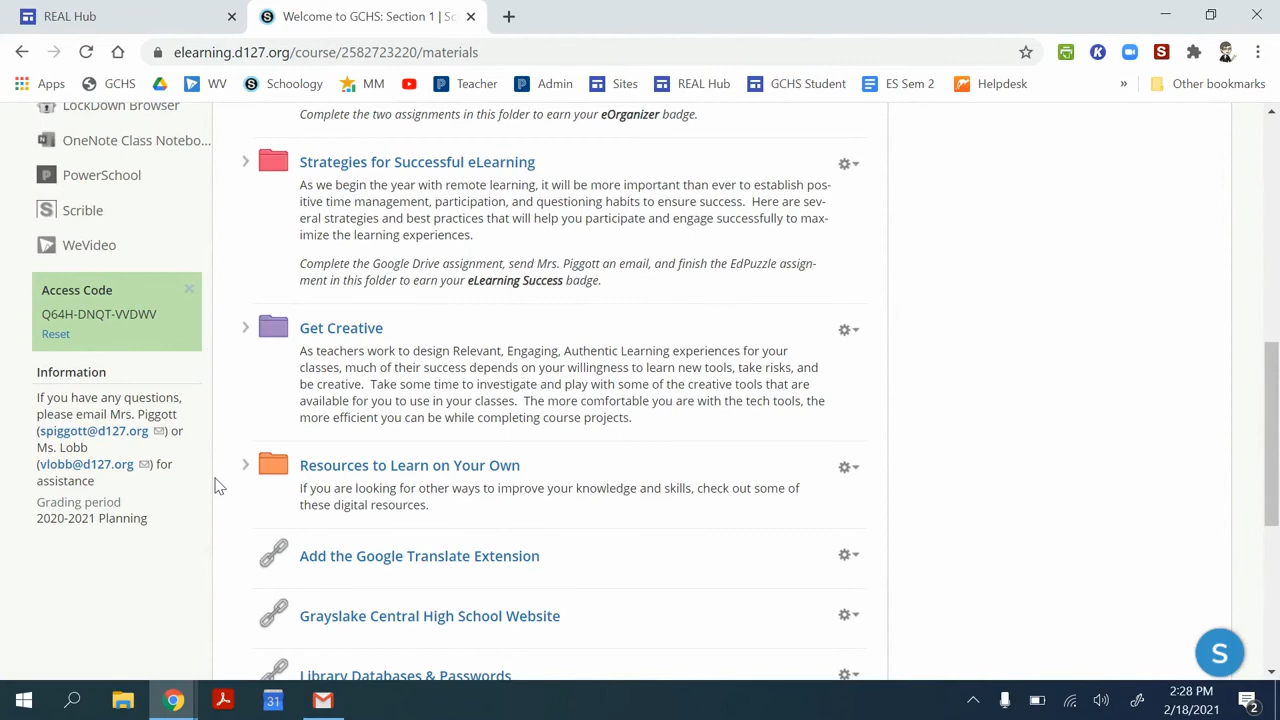 REAL Hub
Welcome to GCHS: Section 1 | Sc
elearning.d127.org/course/2582723220/materials
Apps
GCHS
WV
Schoology
MM
Teacher
Admin
Sites
REAL Hub
GCHS Student
ES Sem 2
Helpdesk
»
Other bookmarks
LockDown Browser
OneNote Class Notebo...
PowerSchool
Scrible
WeVideo
Access Code
Q64H-DNQT-VVDWV
Reset
Information
If you have any questions,
please email Mrs. Piggott
(spiggott@d127.org) or
Ms. Lobb
(vlobb@d127.org) for
assistance
Grading period
2020-2021 Planning
Complete the two assignments in this folder to earn your eOrganizer badge.
Strategies for Successful eLearning
As we begin the year with remote learning, it will be more important than ever to establish pos-
itive time management, participation, and questioning habits to ensure success. Here are sev-
eral strategies and best practices that will help you participate and engage successfully to max-
imize the learning experiences.
Complete the Google Drive assignment, send Mrs. Piggott an email, and finish the EdPuzzle assign-
ment in this folder to earn your eLearning Success badge.
Get Creative
As teachers work to design Relevant, Engaging, Authentic Learning experiences for your
classes, much of their success depends on your willingness to learn new tools, take risks, and
be creative. Take some time to investigate and play with some of the creative tools that are
available for you to use in your classes. The more comfortable you are with the tech tools, the
more efficient you can be while completing course projects.
Resources to Learn on Your Own
If you are looking for other ways to improve your knowledge and skills, check out some of
these digital resources.
Add the Google Translate Extension
Grayslake Central High School Website
Library Databases & Passwords
S
31
2:28 PM
2/18/2021
2